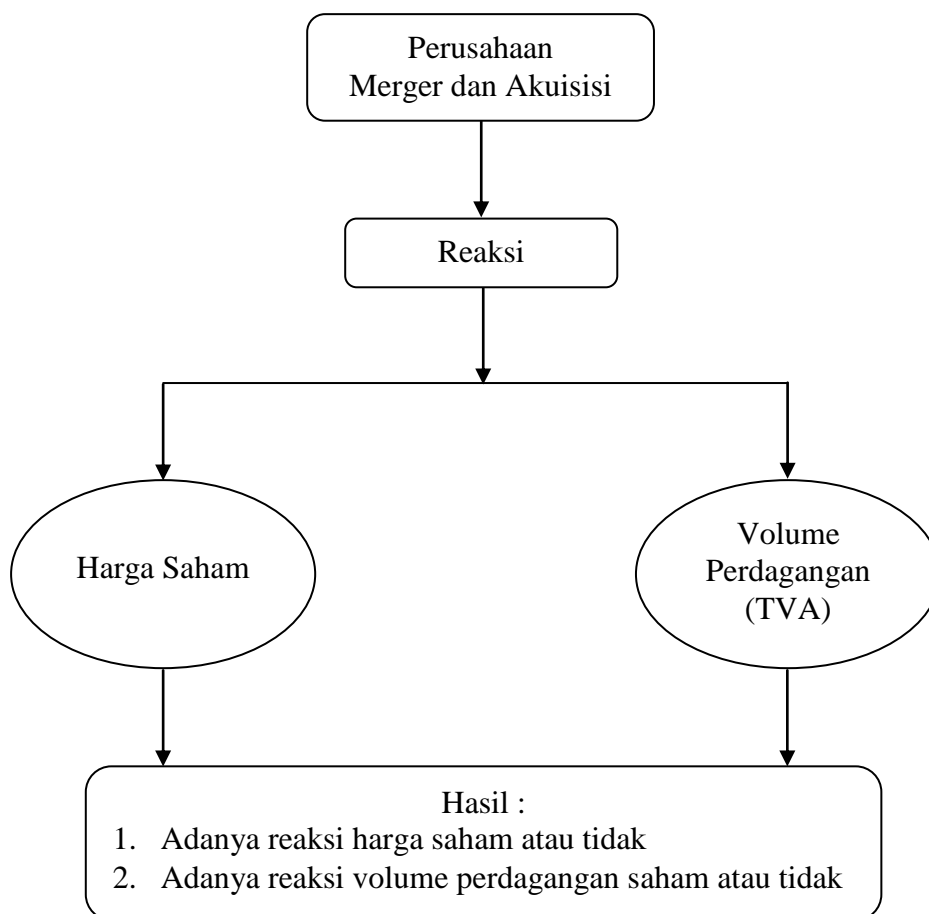 Perusahaan
Merger dan Akuisisi
Reaksi
Harga Saham
Volume
Perdagangan
(TVA)
Hasil :
1. Adanya reaksi harga saham atau tidak
2. Adanya reaksi volume perdagangan saham atau tidak